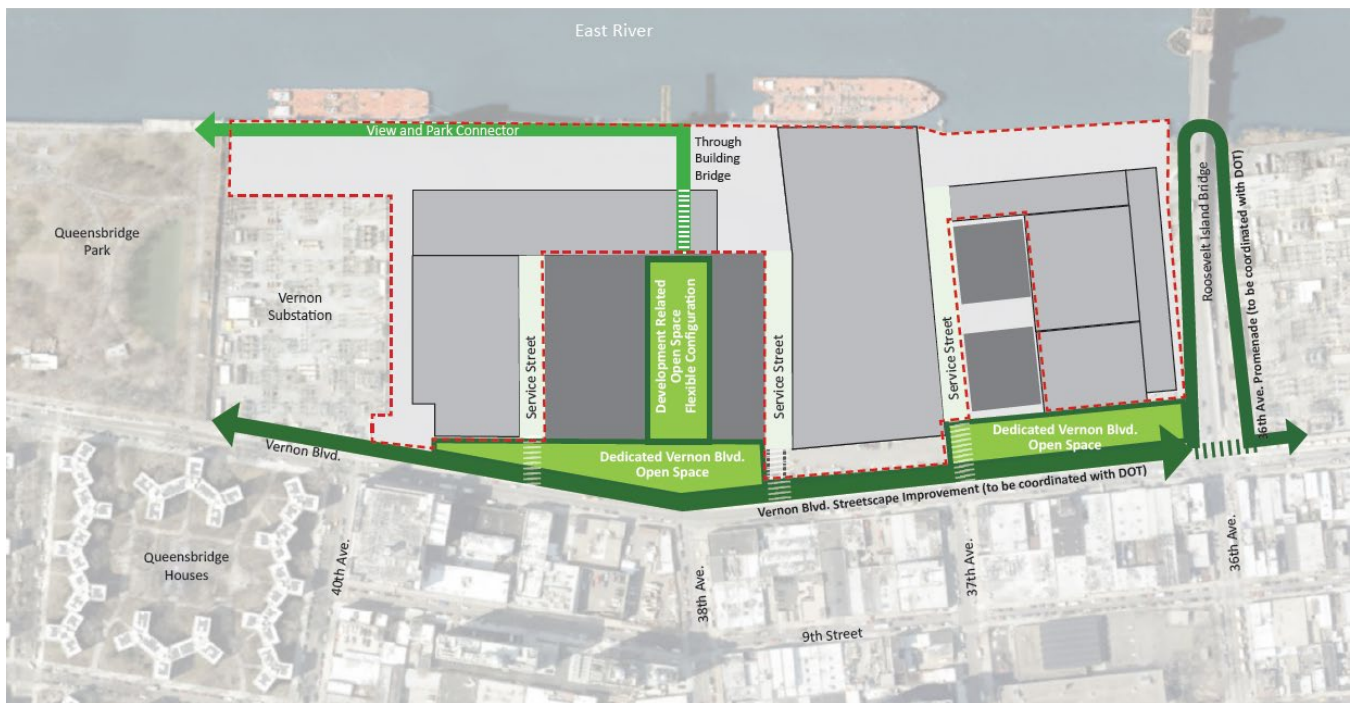 East River
View and Park Connector
Through
Building
Bridge
Roosevelt Island Bridge
36th Ave. Promenade (to be coordinated with DOT)
Queensbridge
Park
Vernon
Substation
Service Street
Development Related
Open Space
Flexible Configuration
Service Street
Service Street
Dedicated Vernon Blvd.
Open Space
Dedicated Vernon Blvd.
Open Space
Vernon Blvd.
Vernon Blvd. Streetscape Improvement (to be coordinated with DOT)
Queensbridge
Houses
40th Ave.
38th Ave.
37th Ave.
36th Ave.
9th Street